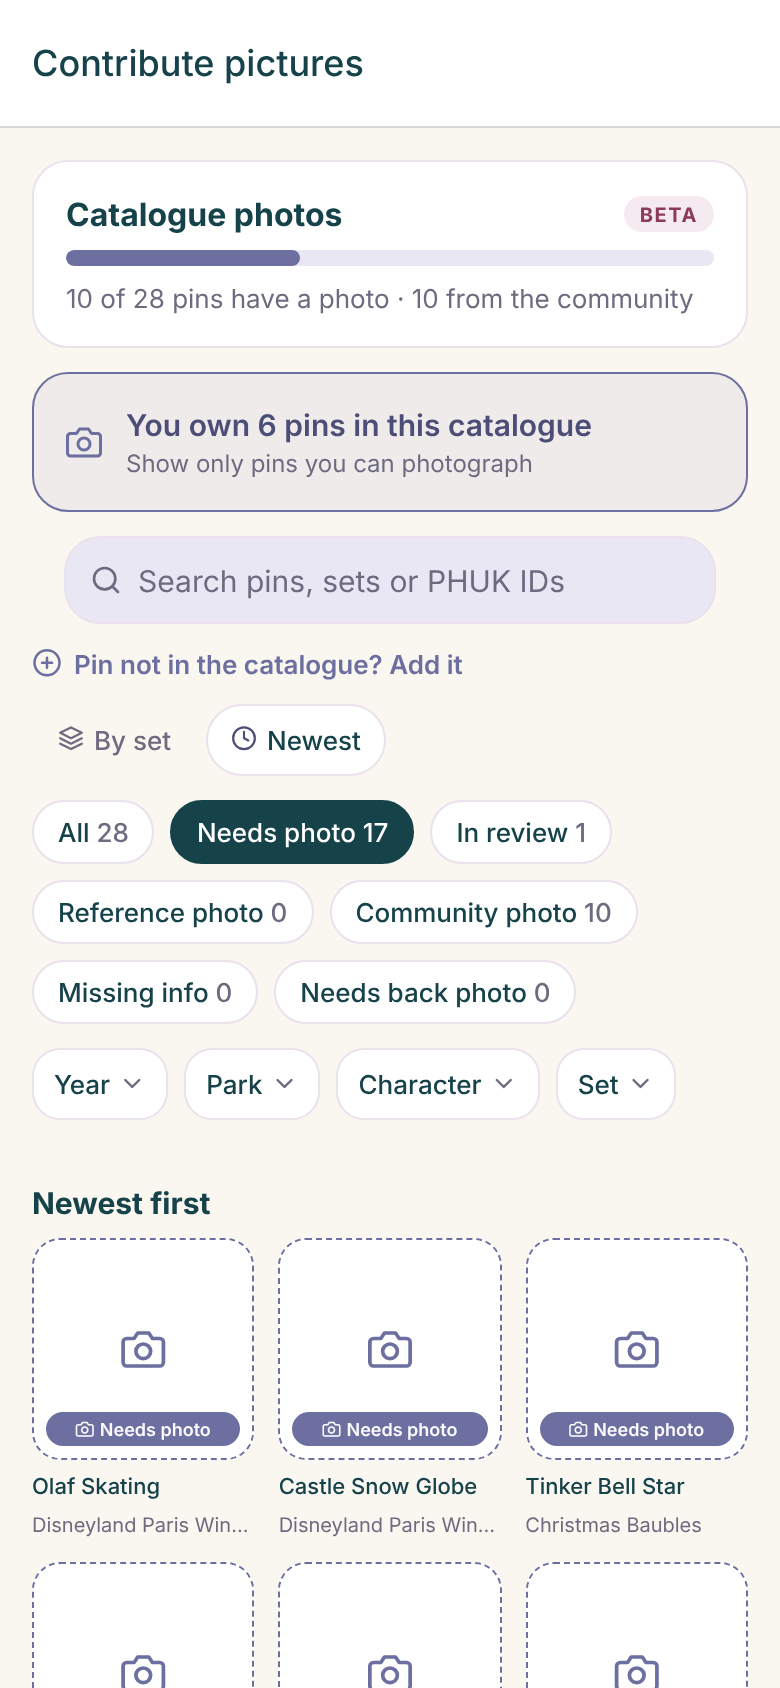 Contribute pictures
Catalogue photos
BETA
10 of 28 pins have a photo · 10 from the community
You own 6 pins in this catalogue
Show only pins you can photograph
Search pins, sets or PHUK IDs
Pin not in the catalogue? Add it
By set
Newest
All 28
Needs photo 17
In review 1
Reference photo 0
Community photo 10
Missing info 0
Needs back photo 0
Year
Park
Character
Set
Newest first
Needs photo
Needs photo
Needs photo
Olaf Skating
Castle Snow Globe
Tinker Bell Star
Disneyland Paris Win...
Disneyland Paris Win...
Christmas Baubles